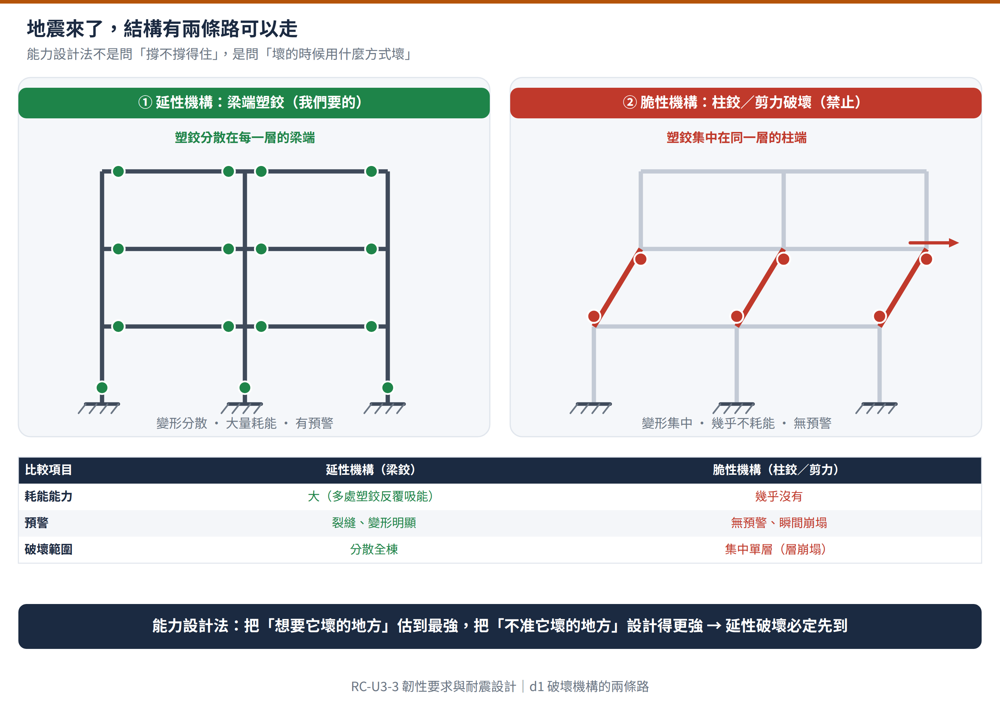 地震來了，結構有兩條路可以走
能力設計法不是問「撐不撐得住」，是問「壞的時候用什麼方式壞」
① 延性機構：梁端塑鉸（我們要的）
塑鉸分散在每一層的梁端
變形分散 · 大量耗能 · 有預警
② 脆性機構：柱鉸／剪力破壞（禁止）
塑鉸集中在同一層的柱端
變形集中 · 幾乎不耗能 · 無預警
比較項目 延性機構（梁鉸） 脆性機構（柱鉸／剪力）
耗能能力 大（多處塑鉸反覆吸能） 幾乎沒有
預警 裂縫、變形明顯 無預警、瞬間崩塌
破壞範圍 分散全棟 集中單層（層崩塌）
能力設計法：把「想要它壞的地方」估到最強，把「不准它壞的地方」設計得更強 → 延性破壞必定先到
RC-U3-3 韌性要求與耐震設計｜d1 破壞機構的兩條路